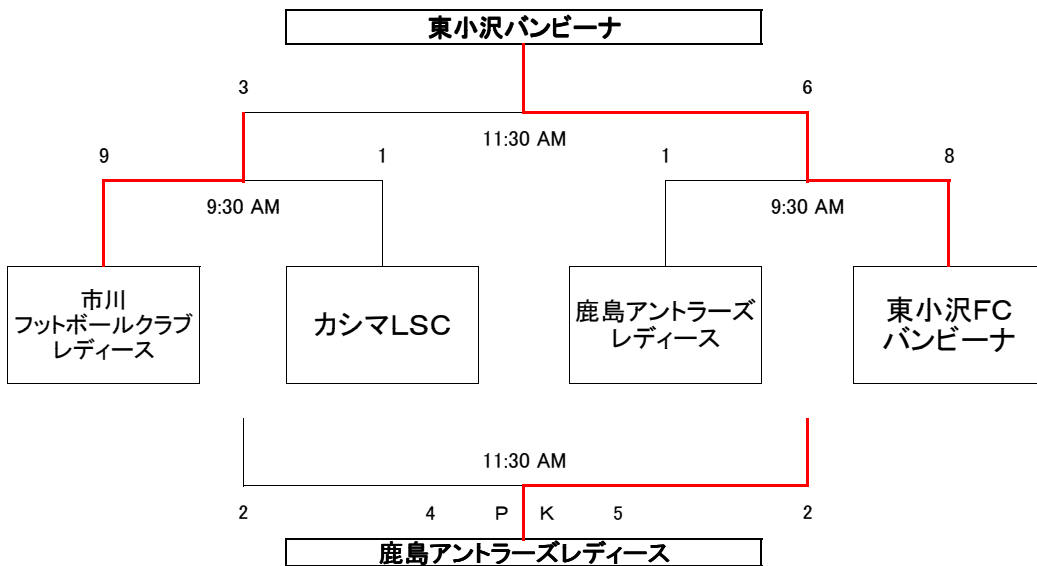 東小沢バンビーナ
3 6
11:30 AM
9 1 1 8
9:30 AM 9:30 AM
市川
フットボールクラブ
レディース
カシマLSC
鹿島アントラーズ
レディース
東小沢FC
バンビーナ
11:30 AM
2 4 P K 5 2
鹿島アントラーズレディース